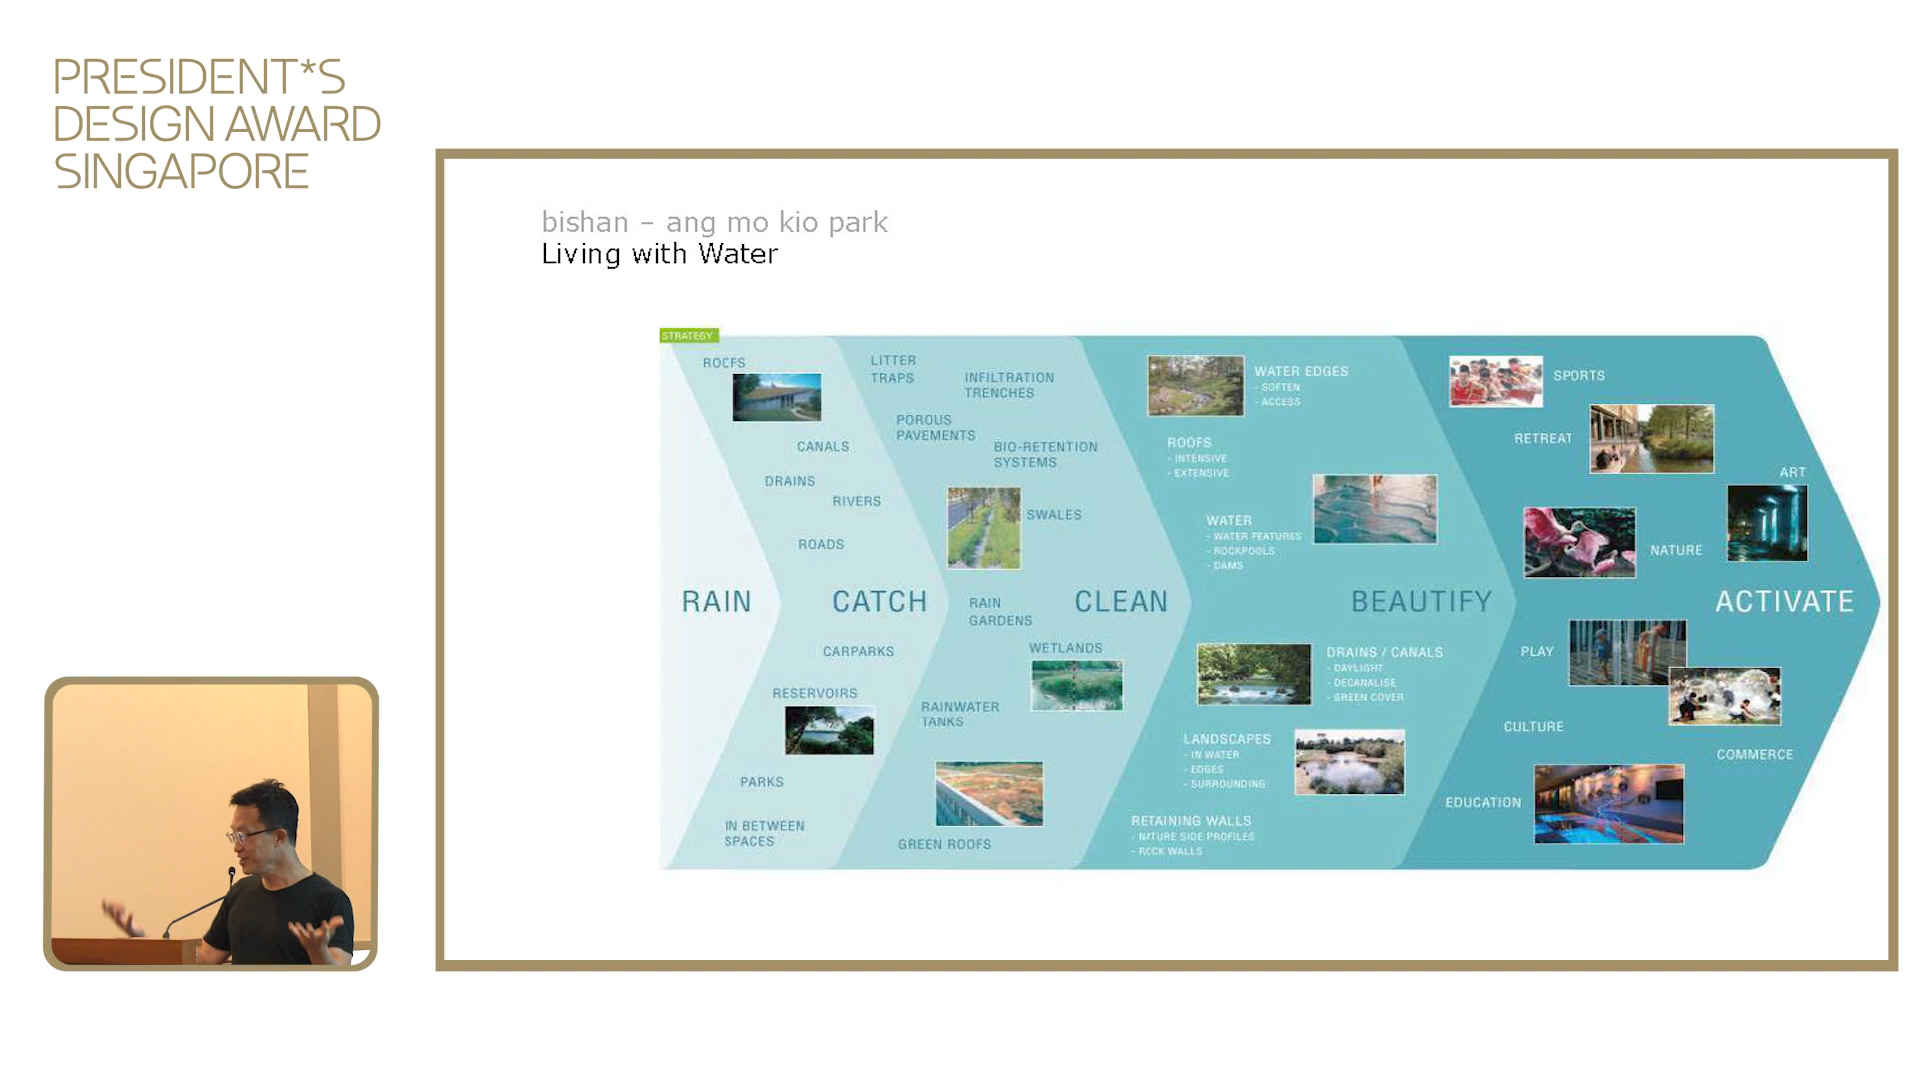 PRESIDENT*S
DESIGN AWARD
SINGAPORE
bishan – ang mo kio park
Living with Water
STRATEGY
RAIN
ROOFS
CANALS
DRAINS
RIVERS
ROADS
CATCH
CARPARKS
RESERVOIRS
PARKS
IN BETWEEN
SPACES
LITTER
TRAPS
INFILTRATION
TRENCHES
POROUS
PAVEMENTS
BIO-RETENTION
SYSTEMS
SWALES
CLEAN
RAIN
GARDENS
WETLANDS
RAINWATER
TANKS
GREEN ROOFS
WATER EDGES
- SOFTEN
- ACCESS
ROOFS
- INTENSIVE
- EXTENSIVE
WATER
- WATER FEATURES
- ROCKPOOLS
- DAMS
BEAUTIFY
DRAINS / CANALS
- DAYLIGHT
- DECANALISE
- GREEN COVER
LANDSCAPES
- IN WATER
- EDGES
- SURROUNDING
RETAINING WALLS
- NATURE SIDE PROFILES
- ROCK WALLS
SPORTS
RETREAT
ART
NATURE
ACTIVATE
PLAY
CULTURE
COMMERCE
EDUCATION